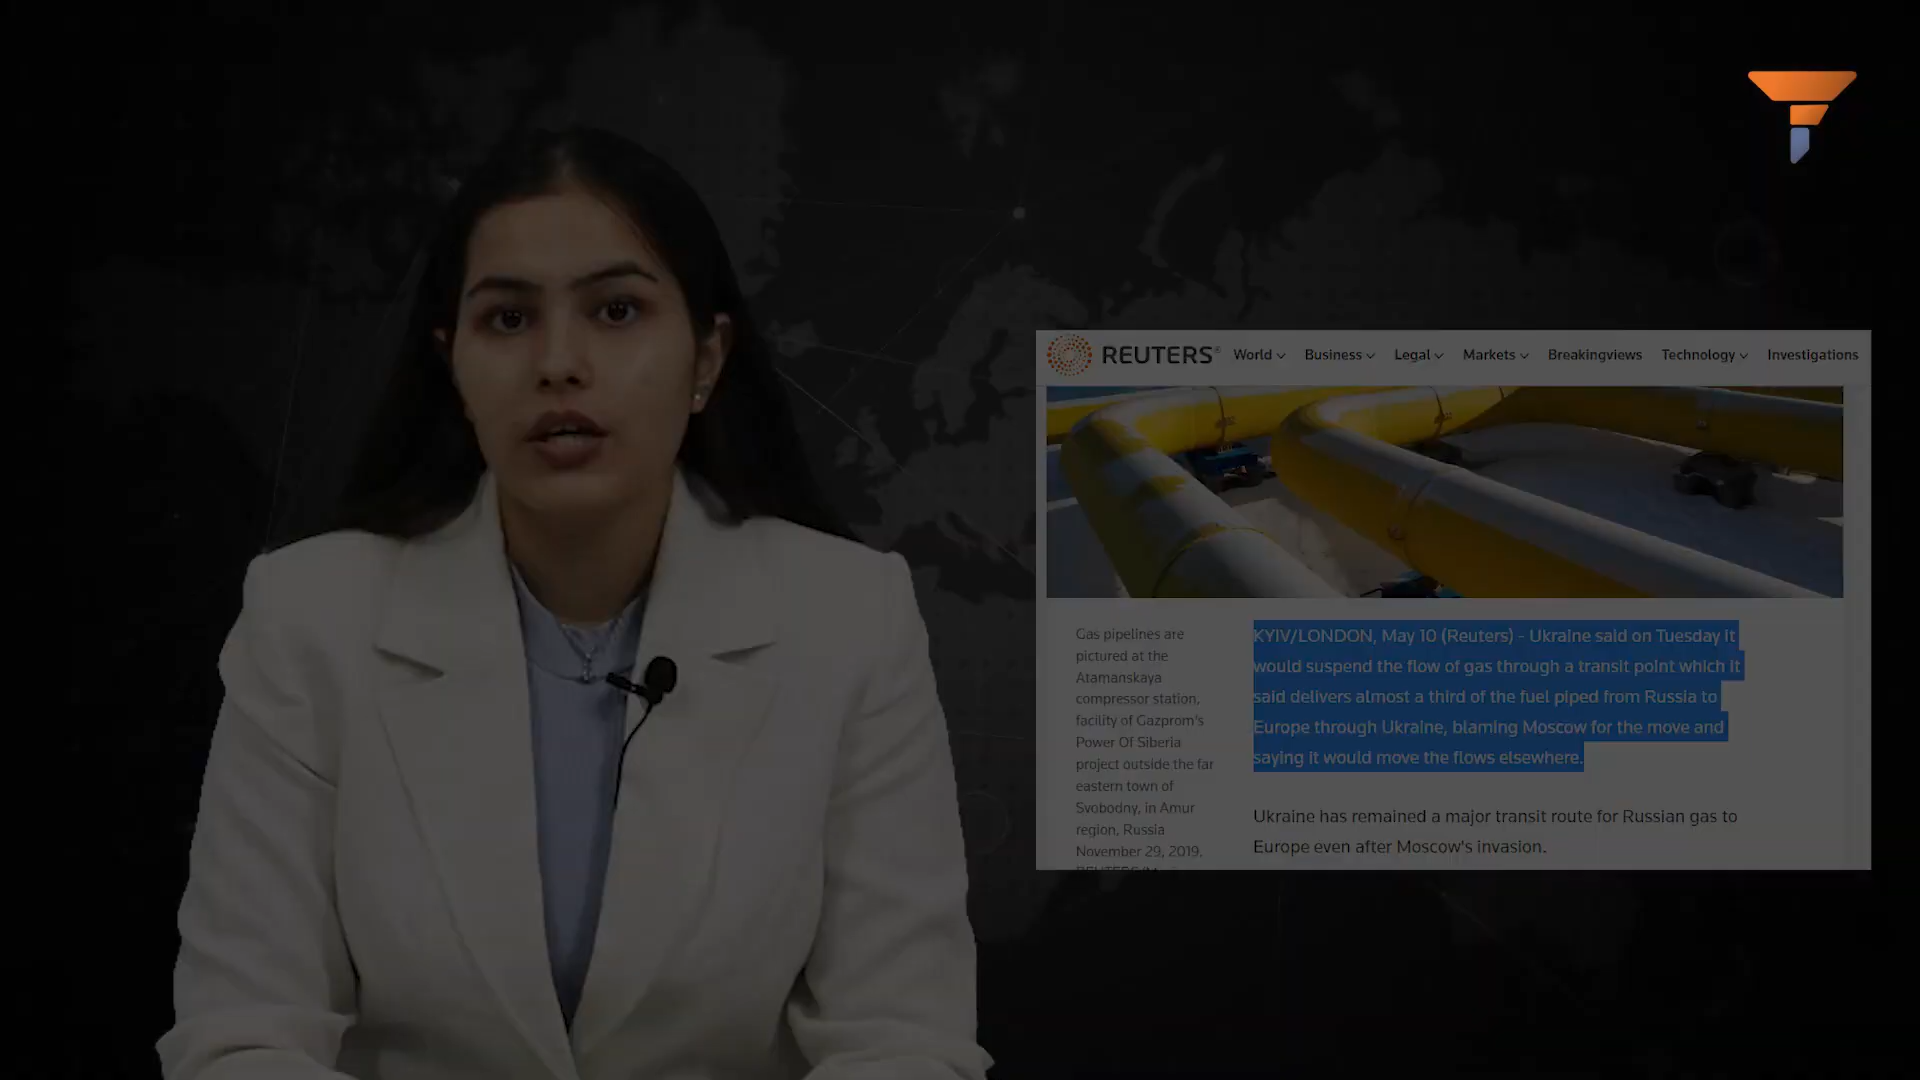 REUTERS®
World Business Legal Markets Breakingviews Technology Investigations
Gas pipelines are
pictured at the
Atamanskaya
compressor station,
facility of Gazprom's
Power Of Siberia
project outside the far
eastern town of
Svobodny, in Amur
region, Russia
November 29, 2019.
KYIV/LONDON, May 10 (Reuters) - Ukraine said on Tuesday it
would suspend the flow of gas through a transit point which it
said delivers almost a third of the fuel piped from Russia to
Europe through Ukraine, blaming Moscow for the move and
saying it would move the flows elsewhere.
Ukraine has remained a major transit route for Russian gas to
Europe even after Moscow's invasion.